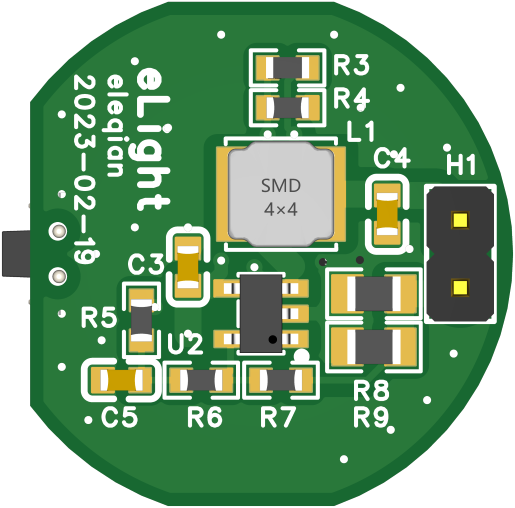 eLight
eleqian
2023-02-19
R3
R4
L1
SMD
4×4
C4
H1
C3
R5
U2
C5
R6
R7
R8
R9